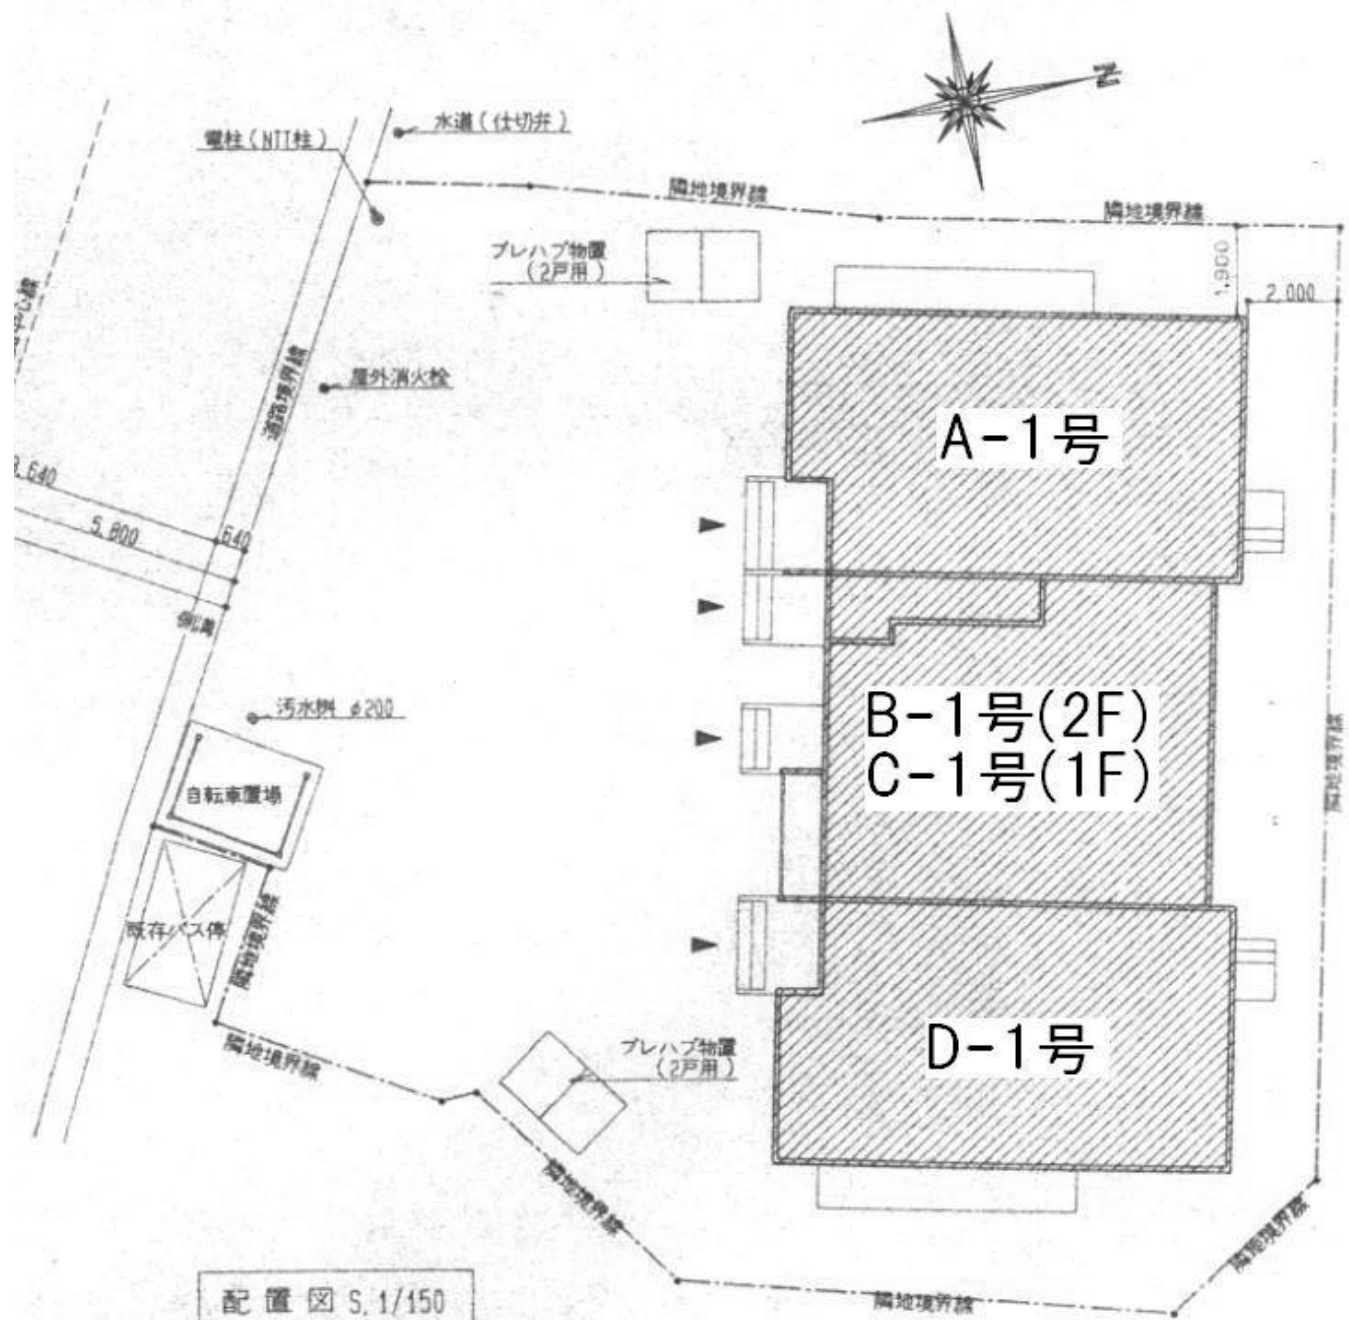 水道(仕切弁)
電柱(NTT柱)
N
隣地境界線
隣地境界線
プレハブ物置
(2戸用)
1,900
2,000
道路境界線
屋外消火栓
A-1号
5,800
640
側溝
汚水桝 φ200
B-1号(2F)
C-1号(1F)
隣地境界線
自転車置場
既存バス停
隣地境界線
隣地境界線
プレハブ物置
(2戸用)
D-1号
隣地境界線
隣地境界線
隣地境界線
配置図 S,1/150